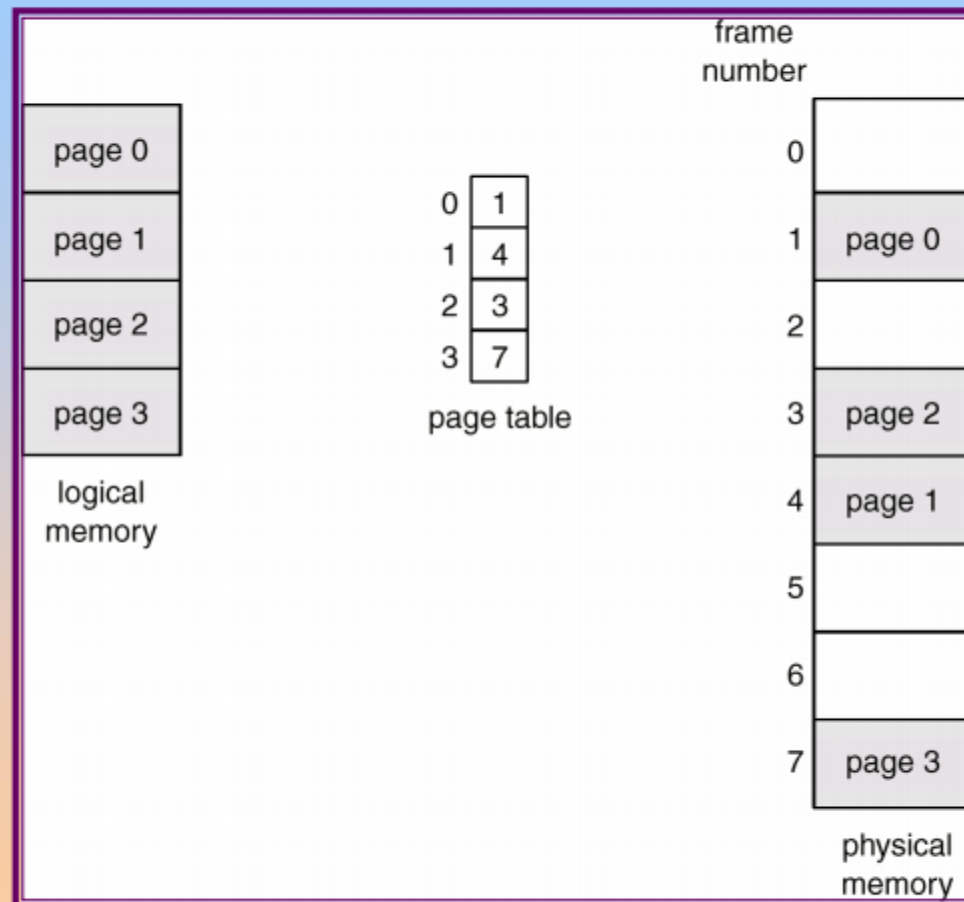 page 0
page 1
page 2
page 3
logical
memory
0 1
1 4
2 3
3 7
page table
frame
number
0
1 page 0
2
3 page 2
4 page 1
5
6
7 page 3
physical
memory